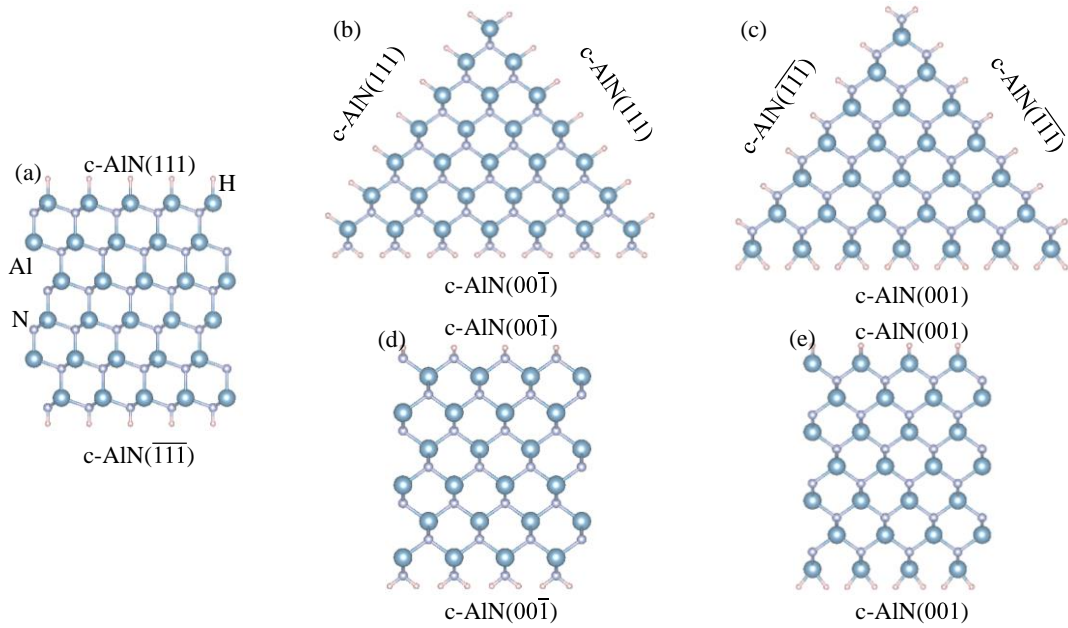 (b)
c-AlN(111)
c-AlN(111)
c-AlN(001̅)
(c)
c-AlN(1̅1̅1̅)
c-AlN(1̅1̅1̅)
c-AlN(001)
(a)
c-AlN(111)
H
Al
N
c-AlN(1̅1̅1̅)
(d)
c-AlN(001̅)
c-AlN(001̅)
(e)
c-AlN(001)
c-AlN(001)